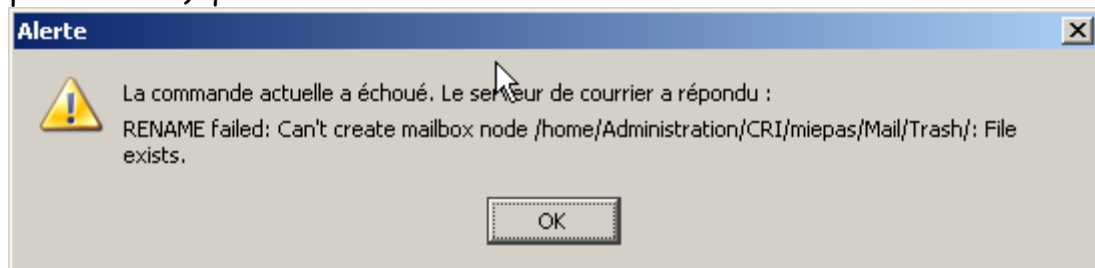 Alerte
La commande actuelle a échoué. Le serveur de courrier a répondu :
RENAME failed: Can't create mailbox node /home/Administration/CRI/miepas/Mail/Trash/: File
exists.
OK